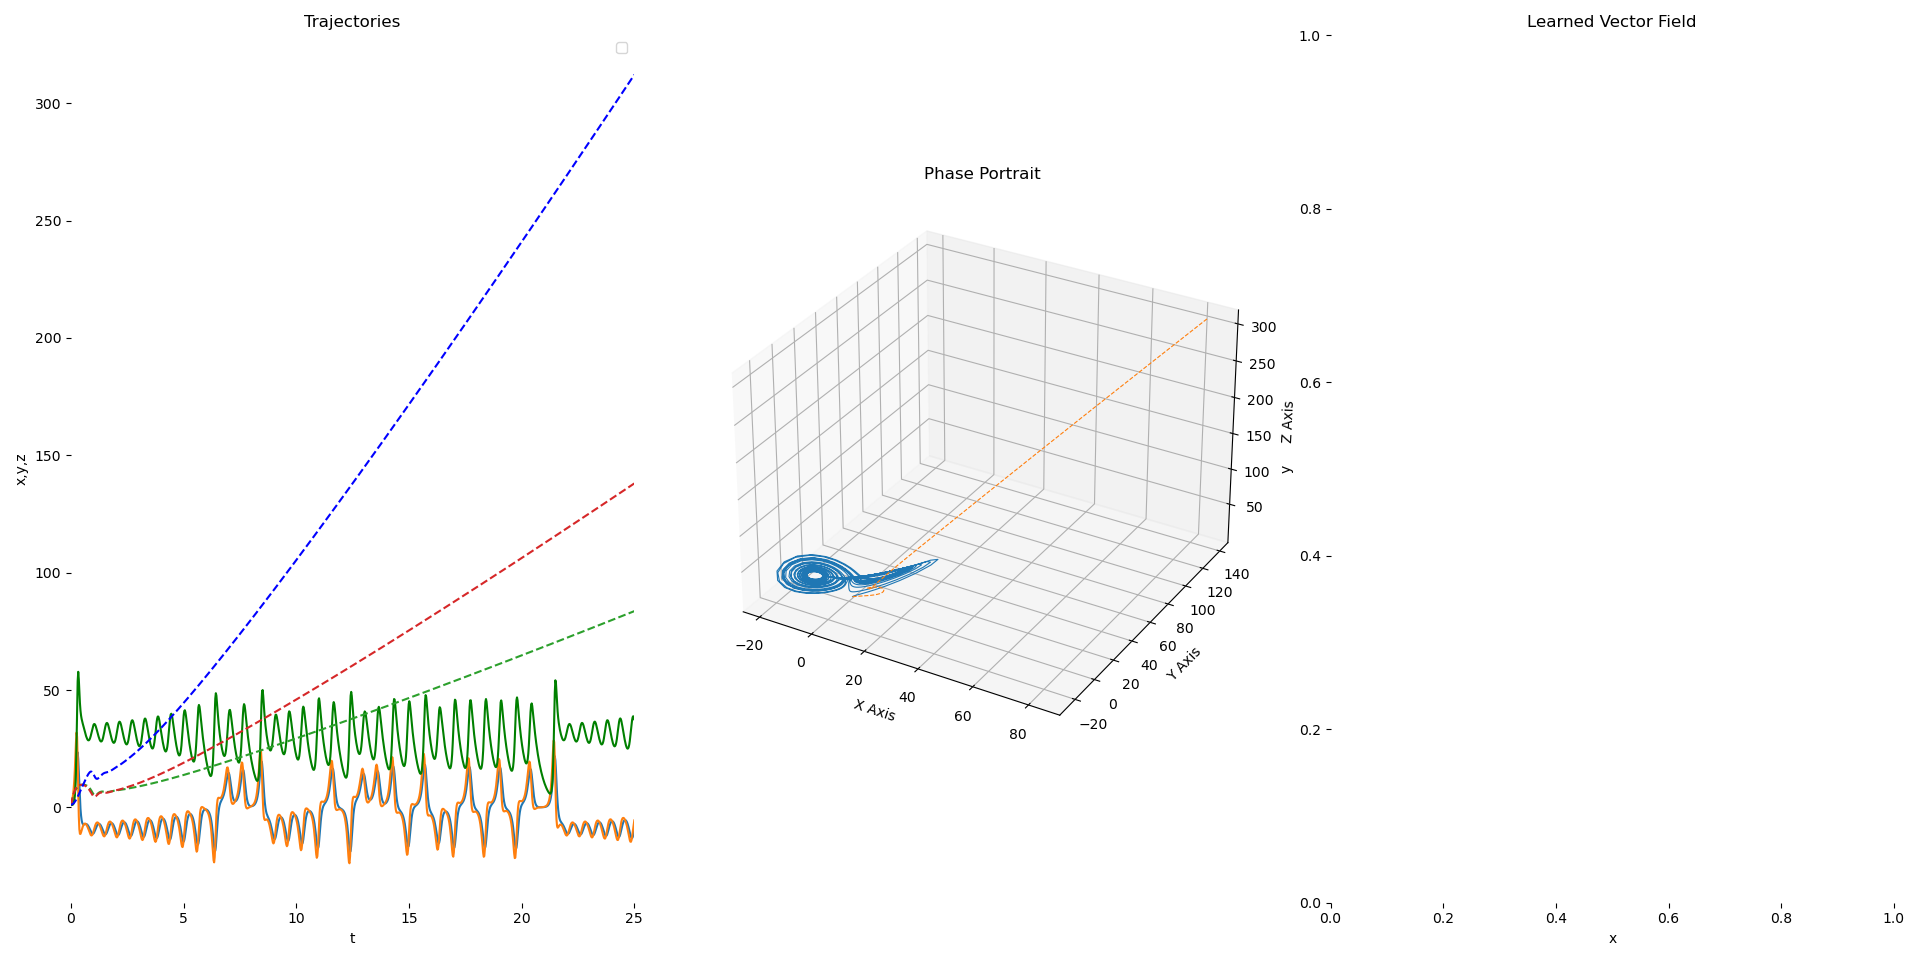 Trajectories
300
250
200
150
100
50
0
x,y,z
0 5 10 15 20 25
t
Phase Portrait
−20 0 20 40 60 80
X Axis
−20 0 20 40 60 80 100 120 140
Y Axis
50 100 150 200 250 300
y Z Axis
Learned Vector Field
1.0
0.8
0.6
0.4
0.2
0.0
0.0 0.2 0.4 0.6 0.8 1.0
x